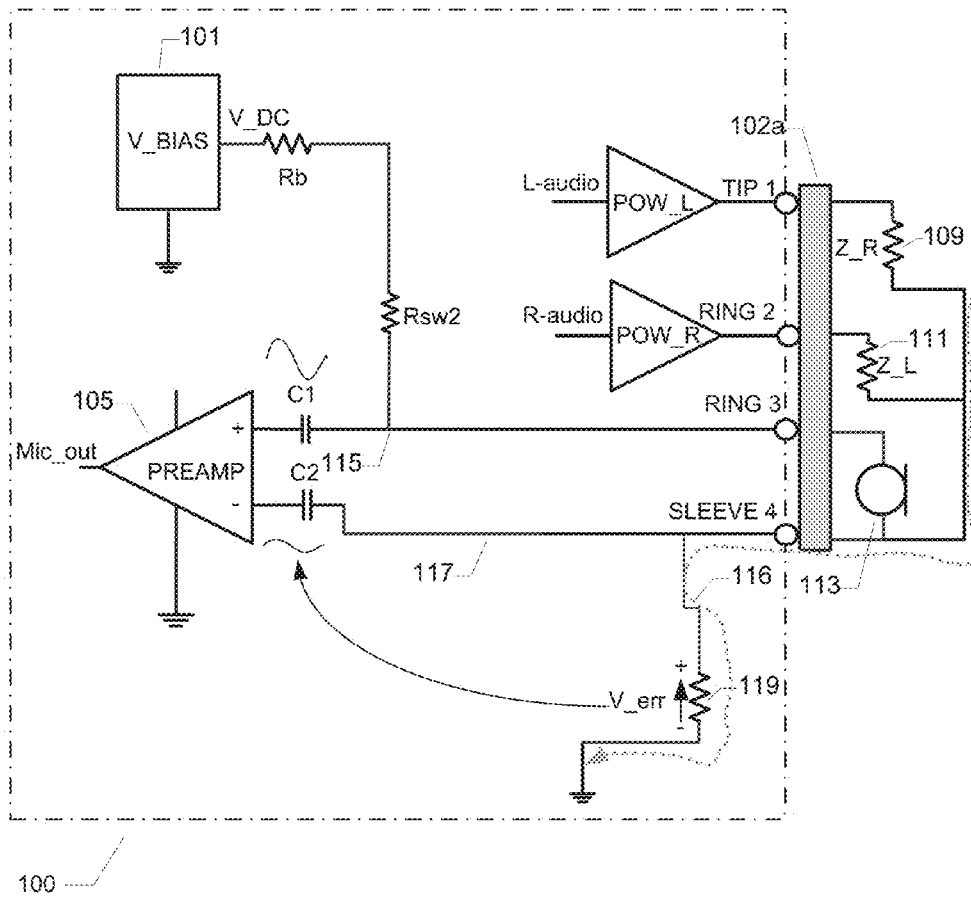 101
V_BIAS
V_DC
Rb
102a
L-audio
POW_L
TIP 1
Z_R
109
Rsw2
R-audio
POW_R
RING 2
111
Z_L
105
C1
RING 3
Mic_out
+
PREAMP
115
C2
-
SLEEVE 4
117
116
113
+
V_err
119
-
100